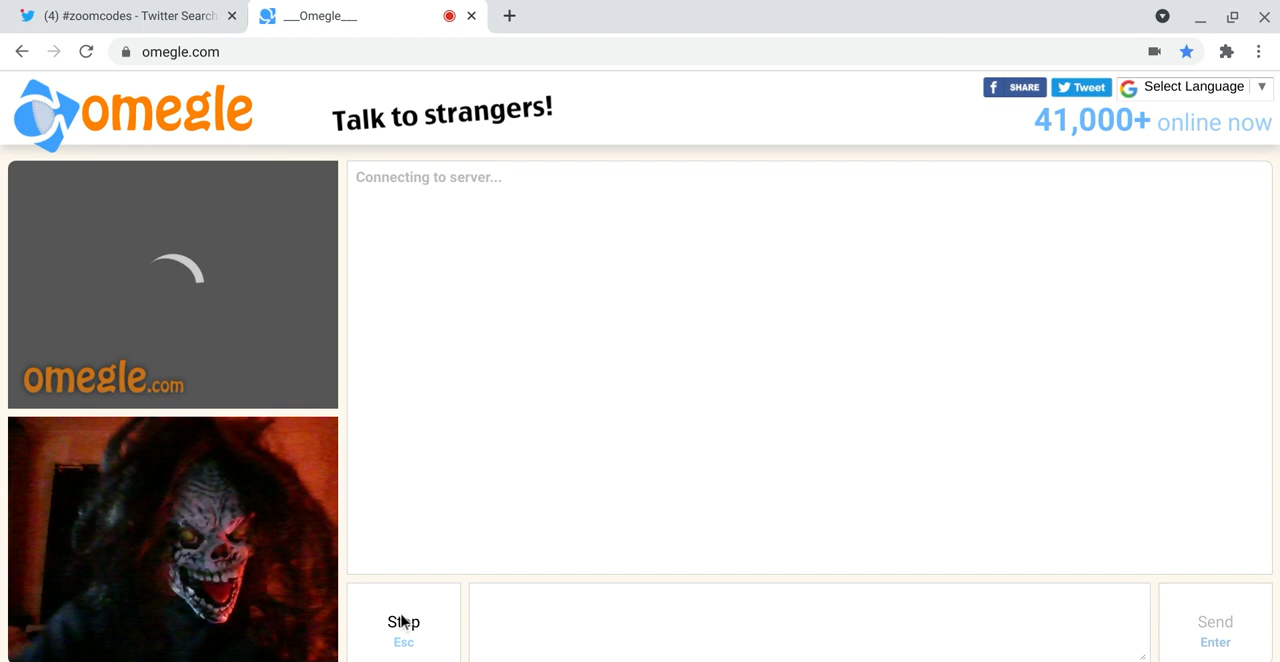 (4) #zoomcodes - Twitter Search
___Omegle___
omegle.com
omegle
Talk to strangers!
f SHARE
Tweet
G Select Language ▼
41,000+ online now
Connecting to server...
omegle.com
Stop
Esc
Send
Enter